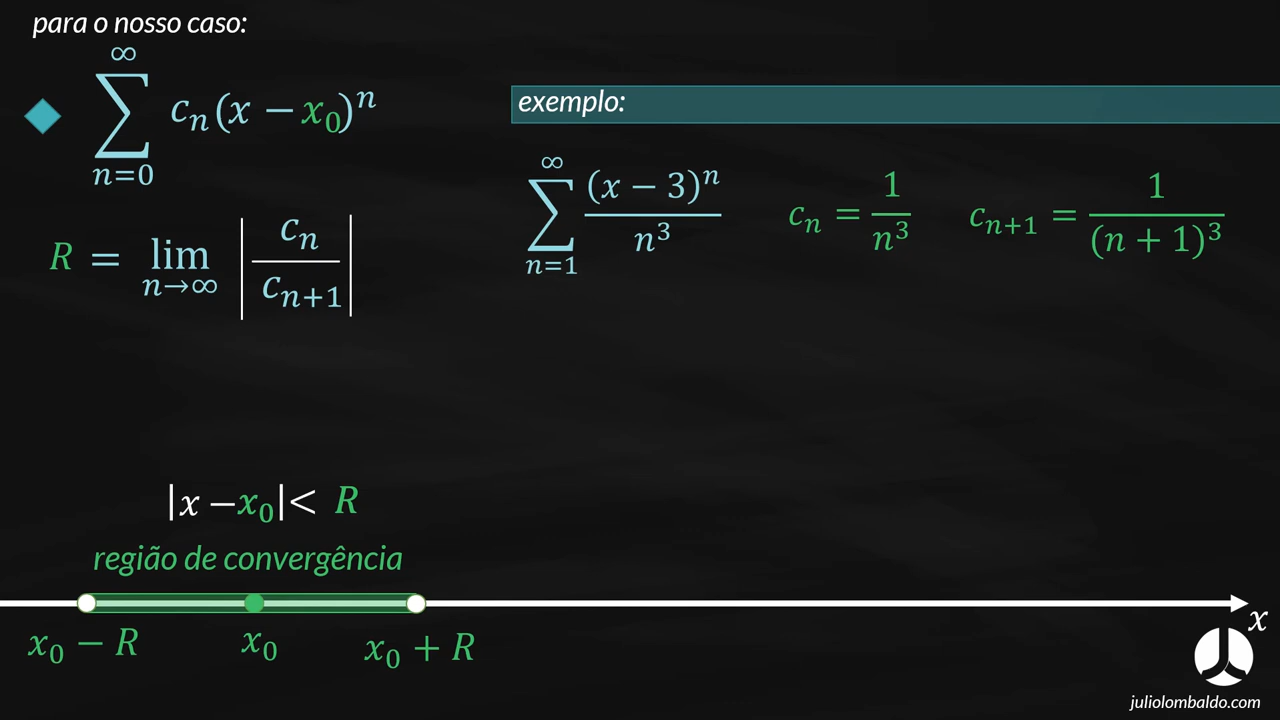 para o nosso caso:
∑_{n=0}^{∞} c_n(x − x_0)^n
R = lim_{n→∞} |c_n / c_{n+1}|
exemplo:
∑_{n=1}^{∞} (x − 3)^n / n^3    c_n = 1 / n^3    c_{n+1} = 1 / (n + 1)^3
|x − x_0| < R
região de convergência
x_0 − R    x_0    x_0 + R    x
juliolombaldo.com